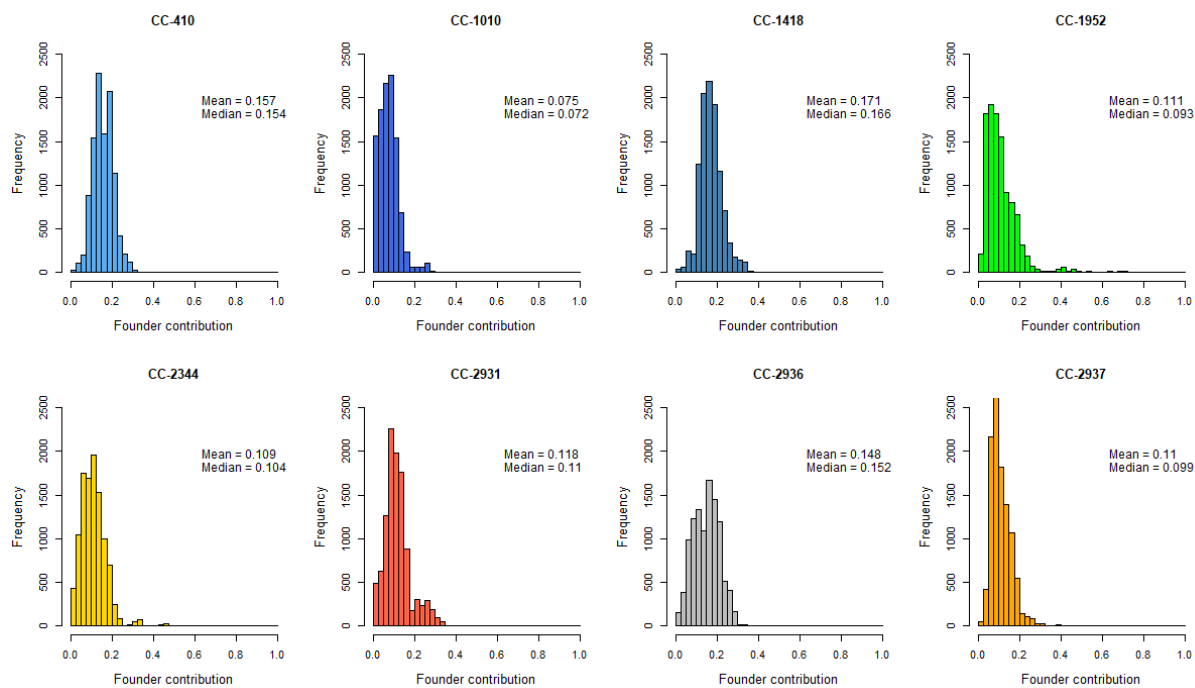 CC-410
2500
2000
1500
1000
500
0
Frequency
Mean = 0.157
Median = 0.154
0.0 0.2 0.4 0.6 0.8 1.0
Founder contribution
CC-1010
2500
2000
1500
1000
500
0
Frequency
Mean = 0.075
Median = 0.072
0.0 0.2 0.4 0.6 0.8 1.0
Founder contribution
CC-1418
2500
2000
1500
1000
500
0
Frequency
Mean = 0.171
Median = 0.166
0.0 0.2 0.4 0.6 0.8 1.0
Founder contribution
CC-1952
2500
2000
1500
1000
500
0
Frequency
Mean = 0.111
Median = 0.093
0.0 0.2 0.4 0.6 0.8 1.0
Founder contribution
CC-2344
2500
2000
1500
1000
500
0
Frequency
Mean = 0.109
Median = 0.104
0.0 0.2 0.4 0.6 0.8 1.0
Founder contribution
CC-2931
2500
2000
1500
1000
500
0
Frequency
Mean = 0.118
Median = 0.11
0.0 0.2 0.4 0.6 0.8 1.0
Founder contribution
CC-2936
2500
2000
1500
1000
500
0
Frequency
Mean = 0.148
Median = 0.152
0.0 0.2 0.4 0.6 0.8 1.0
Founder contribution
CC-2937
2500
2000
1500
1000
500
0
Frequency
Mean = 0.11
Median = 0.099
0.0 0.2 0.4 0.6 0.8 1.0
Founder contribution